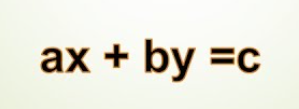 ax + by =c